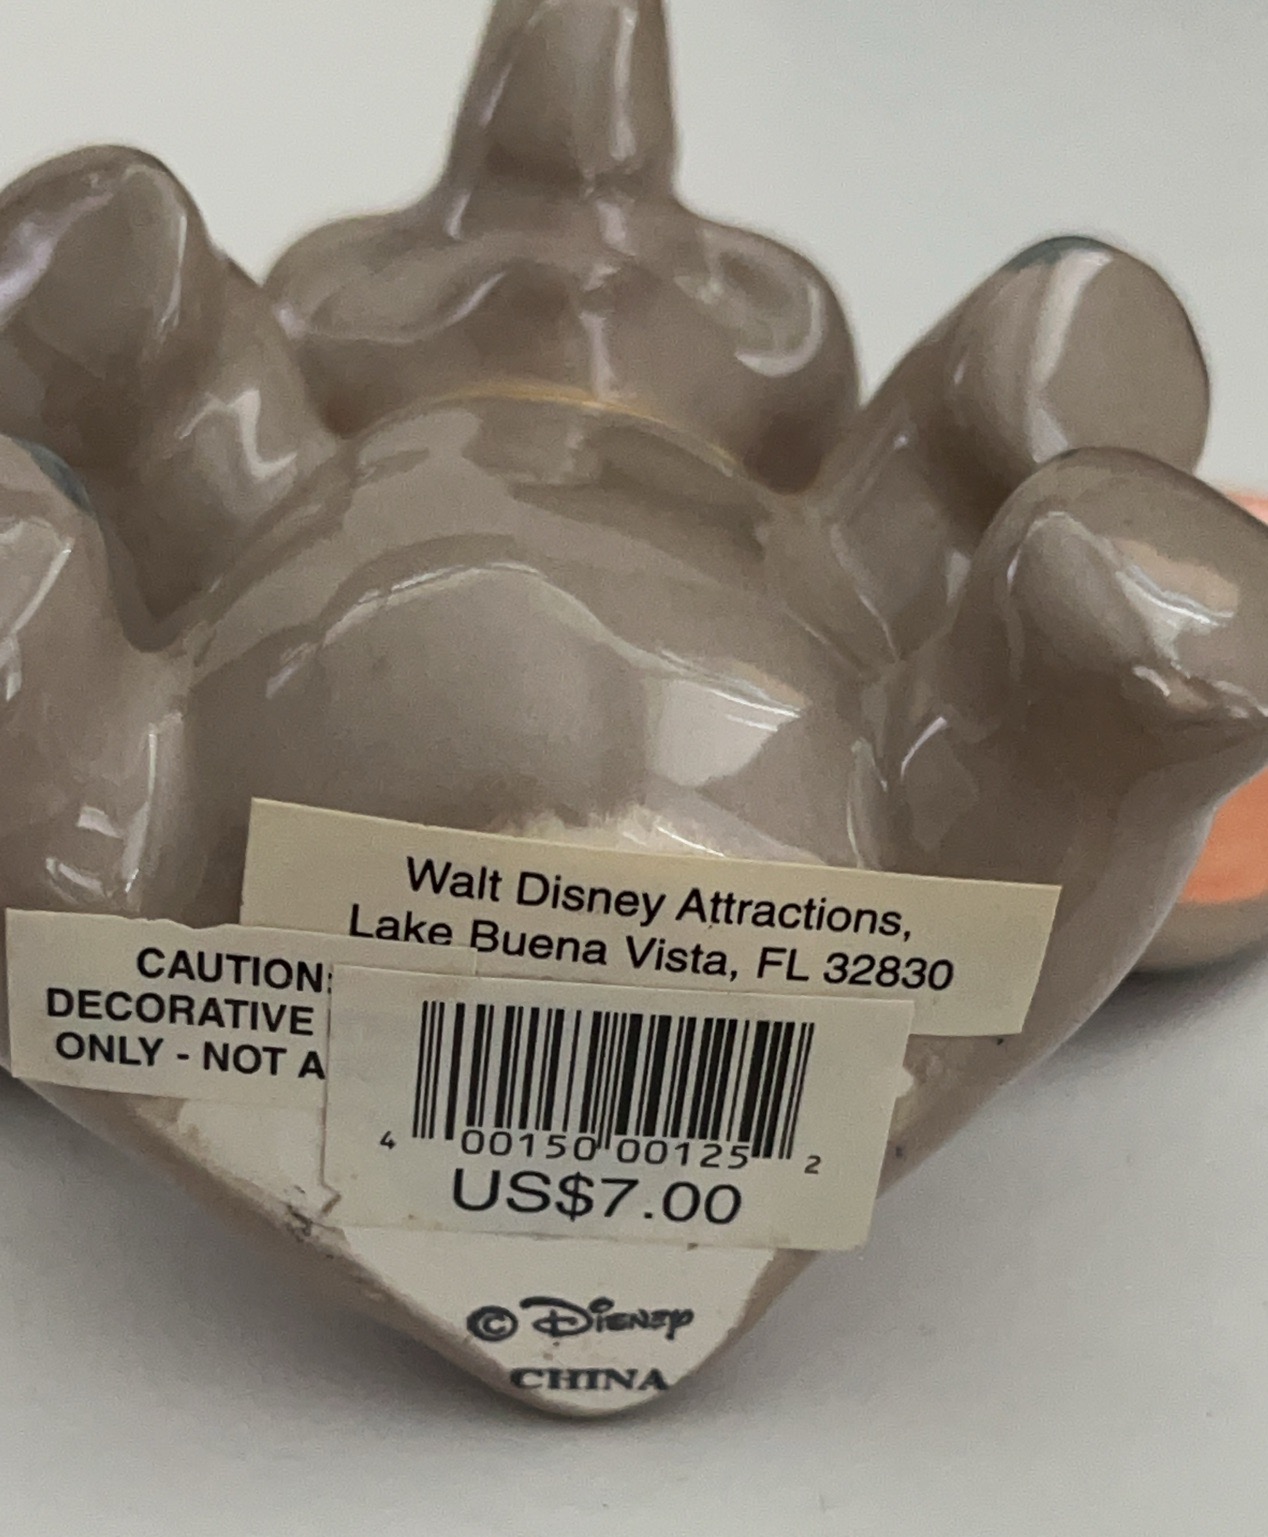 Walt Disney Attractions,
Lake Buena Vista, FL 32830
CAUTION:
DECORATIVE
ONLY - NOT A
4 00150 00125 2
US$7.00
© Disney
CHINA